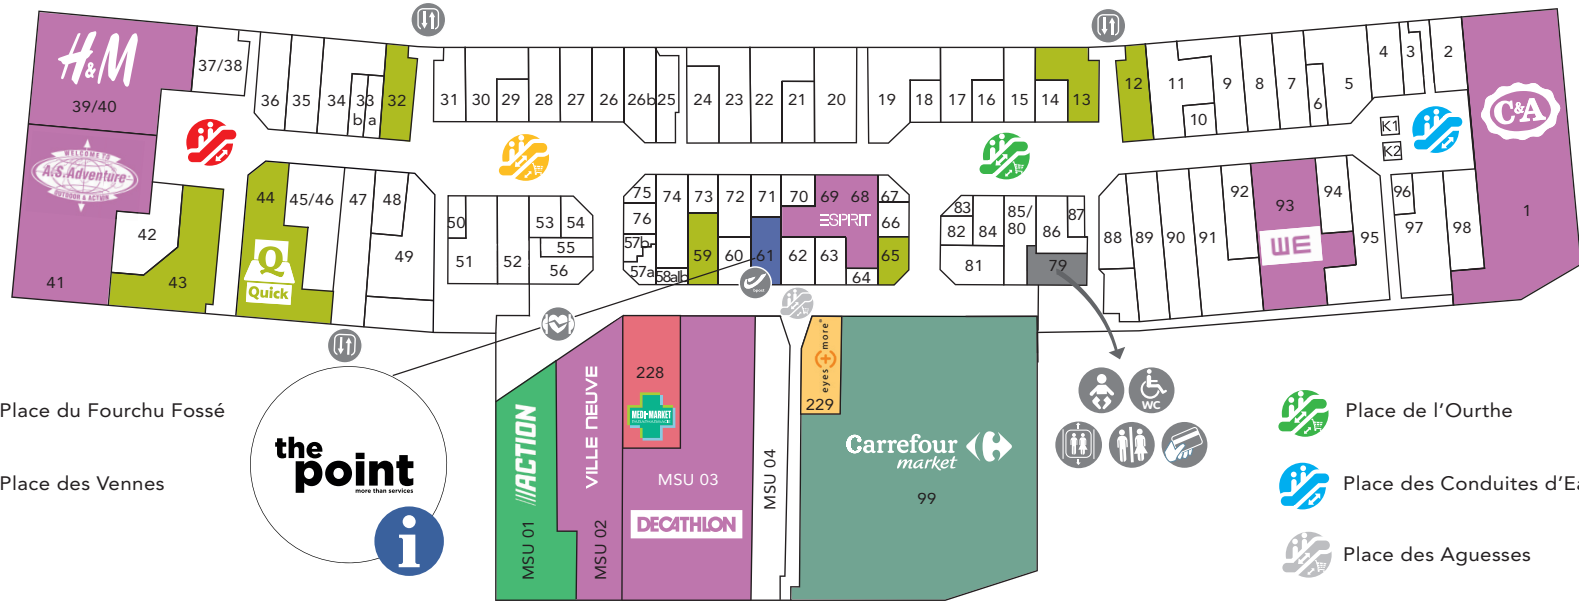 H&M
39/40
37/38
36
35
34
33
b
a
32
31
30
29
28
27
26
26b
25
24
23
22
21
20
19
18
17
16
15
14
13
12
11
10
9
8
7
6
5
4
3
2
K1
K2
C&A
1
WELCOME TO
A.S.Adventure
OUTDOOR & ACTION
41
42
43
44
Quick
45/46
47
48
49
50
51
52
53
54
55
56
75
76
57b
57a
74
58a
b
73
59
72
60
71
61
bpost
70
69
68
ESPRIT
62
63
64
67
66
65
83
82
84
81
85/
80
86
87
79
88
89
90
91
92
93
WE
94
95
96
97
98
Place du Fourchu Fossé
Place des Vennes
the
point
more than services
i
ACTION
MSU 01
VILLE NEUVE
MSU 02
228
MEDI-MARKET
PARAPHARMACIE
MSU 03
DECATHLON
MSU 04
eyes + more
229
Carrefour
market
99
WC
Place de l'Ourthe
Place des Conduites d'Ea
Place des Aguesses